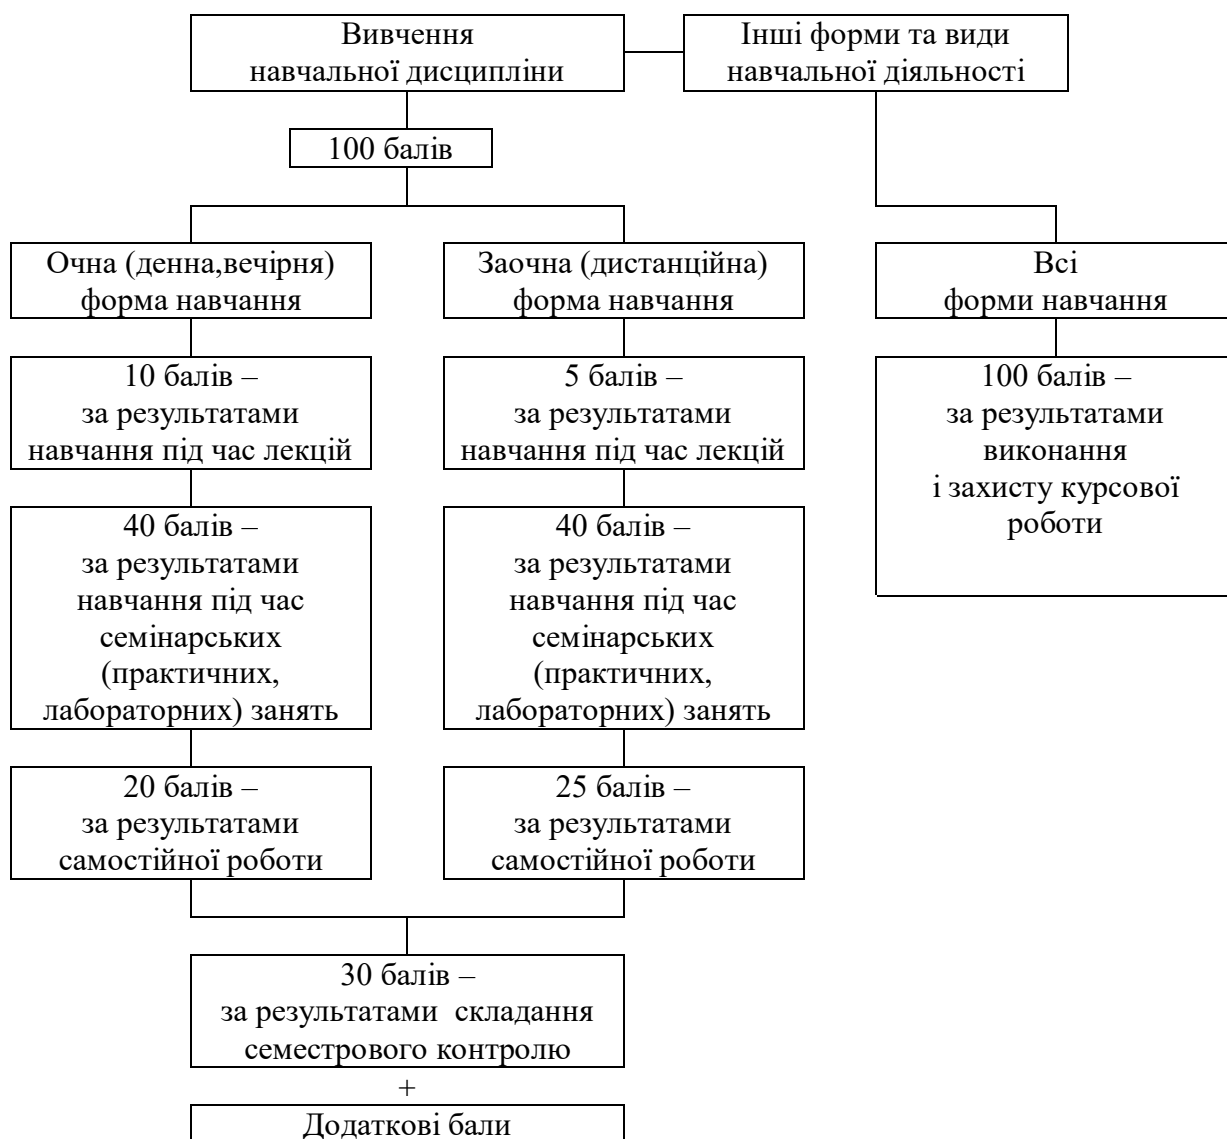 Вивчення
навчальної дисципліни
Інші форми та види
навчальної діяльності
100 балів
Очна (денна,вечірня)
форма навчання
Заочна (дистанційна)
форма навчання
Всі
форми навчання
10 балів –
за результатами
навчання під час лекцій
5 балів –
за результатами
навчання під час лекцій
100 балів –
за результатами
виконання
і захисту курсової
роботи
40 балів –
за результатами
навчання під час
семінарських
(практичних,
лабораторних) занять
40 балів –
за результатами
навчання під час
семінарських
(практичних,
лабораторних) занять
20 балів –
за результатами
самостійної роботи
25 балів –
за результатами
самостійної роботи
30 балів –
за результатами складання
семестрового контролю
+
Додаткові бали